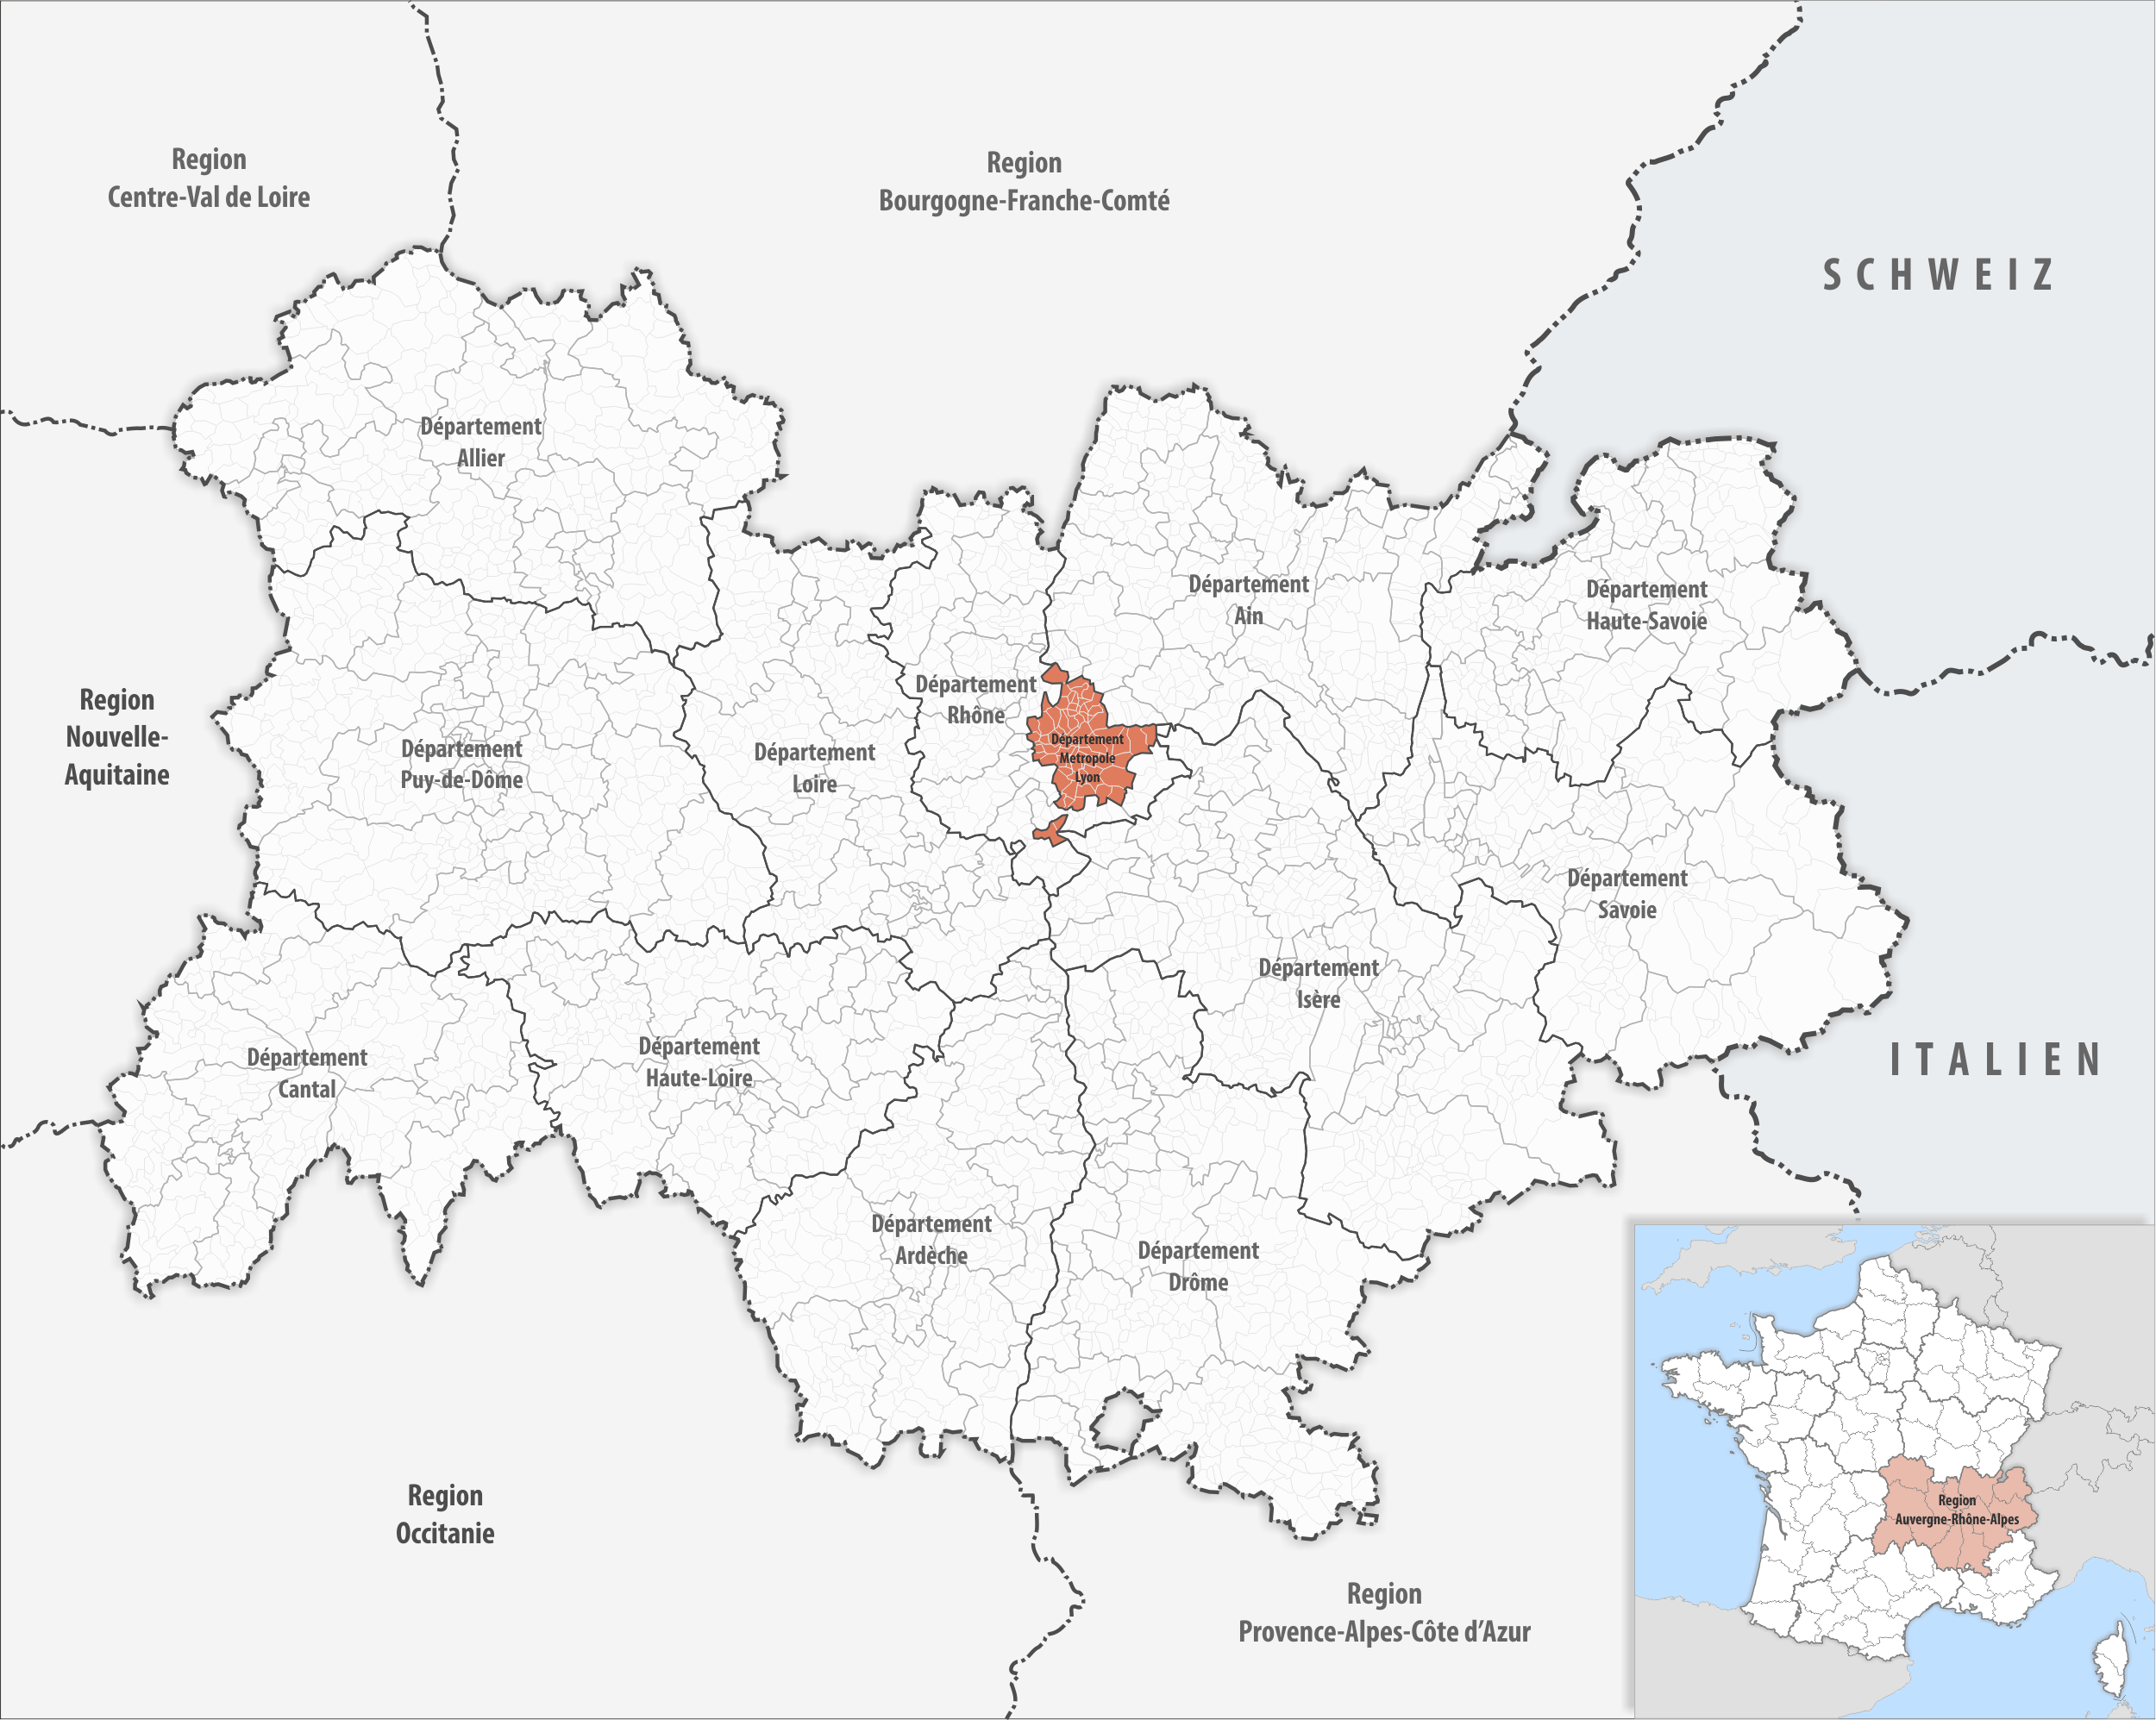 Region
Centre-Val de Loire
Region
Bourgogne-Franche-Comté
SCHWEIZ
Département
Allier
Département
Ain
Département
Haute-Savoie
Département
Rhône
Region
Nouvelle-
Aquitaine
Département
Puy-de-Dôme
Département
Loire
Département
Metropole
Lyon
Département
Savoie
Département
Isère
Département
Cantal
Département
Haute-Loire
ITALIEN
Département
Ardèche
Département
Drôme
Region
Occitanie
Region
Provence-Alpes-Côte d’Azur
Region
Auvergne-Rhône-Alpes